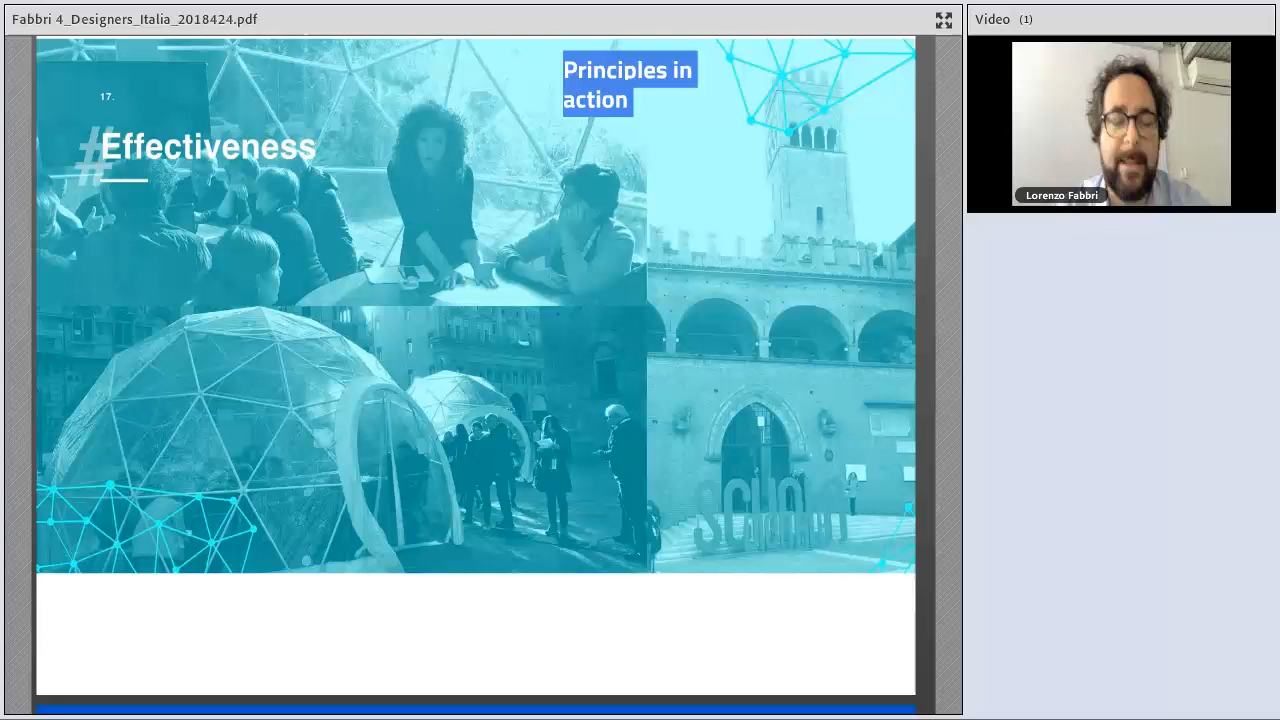 Fabbri 4_Designers_Italia_2018424.pdf
Video (1)
Principles in
action
17.
#Effectiveness
Lorenzo Fabbri